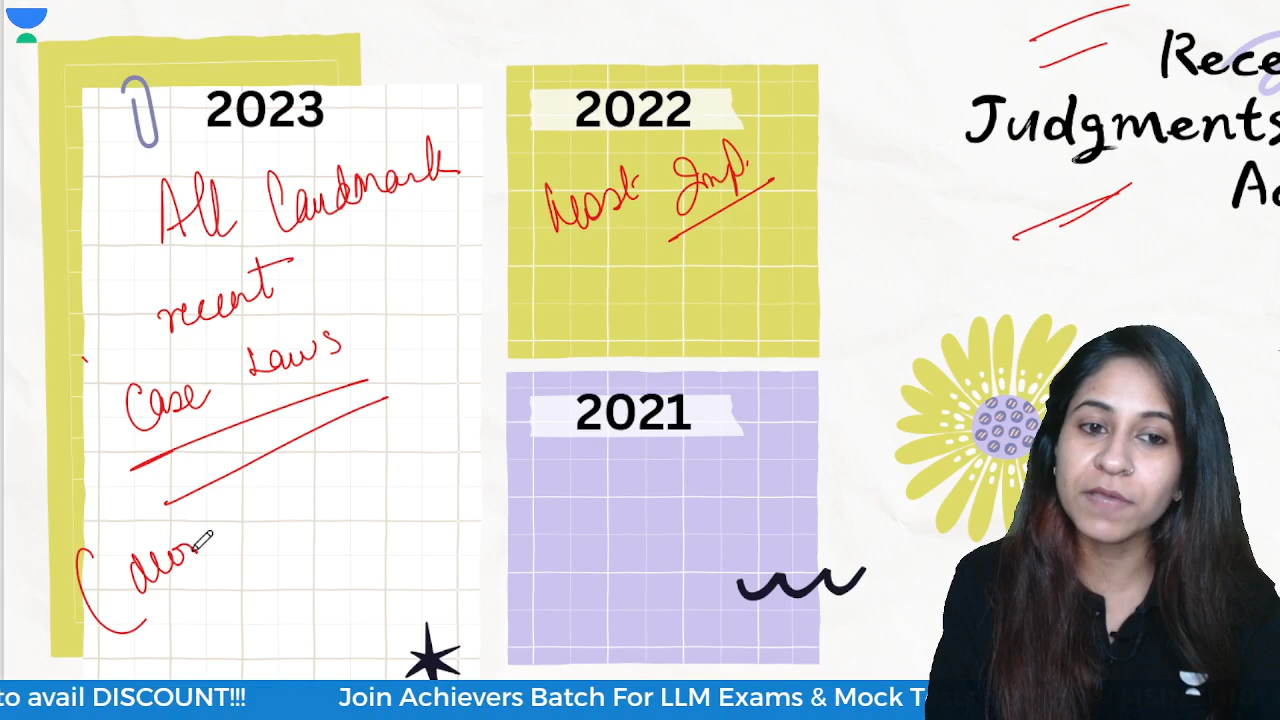 2023
All Landmark
recent
Case Laws
2022
Most Imp.
2021
Rece
Judgments
Ac
to avail DISCOUNT!!! Join Achievers Batch For LLM Exams & Mock T